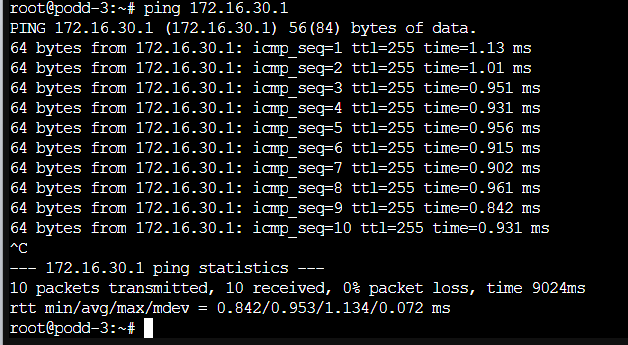 root@podd-3:~# ping 172.16.30.1
PING 172.16.30.1 (172.16.30.1) 56(84) bytes of data.
64 bytes from 172.16.30.1: icmp_seq=1 ttl=255 time=1.13 ms
64 bytes from 172.16.30.1: icmp_seq=2 ttl=255 time=1.01 ms
64 bytes from 172.16.30.1: icmp_seq=3 ttl=255 time=0.951 ms
64 bytes from 172.16.30.1: icmp_seq=4 ttl=255 time=0.931 ms
64 bytes from 172.16.30.1: icmp_seq=5 ttl=255 time=0.956 ms
64 bytes from 172.16.30.1: icmp_seq=6 ttl=255 time=0.915 ms
64 bytes from 172.16.30.1: icmp_seq=7 ttl=255 time=0.902 ms
64 bytes from 172.16.30.1: icmp_seq=8 ttl=255 time=0.961 ms
64 bytes from 172.16.30.1: icmp_seq=9 ttl=255 time=0.842 ms
64 bytes from 172.16.30.1: icmp_seq=10 ttl=255 time=0.931 ms
^C
--- 172.16.30.1 ping statistics ---
10 packets transmitted, 10 received, 0% packet loss, time 9024ms
rtt min/avg/max/mdev = 0.842/0.953/1.134/0.072 ms
root@podd-3:~#